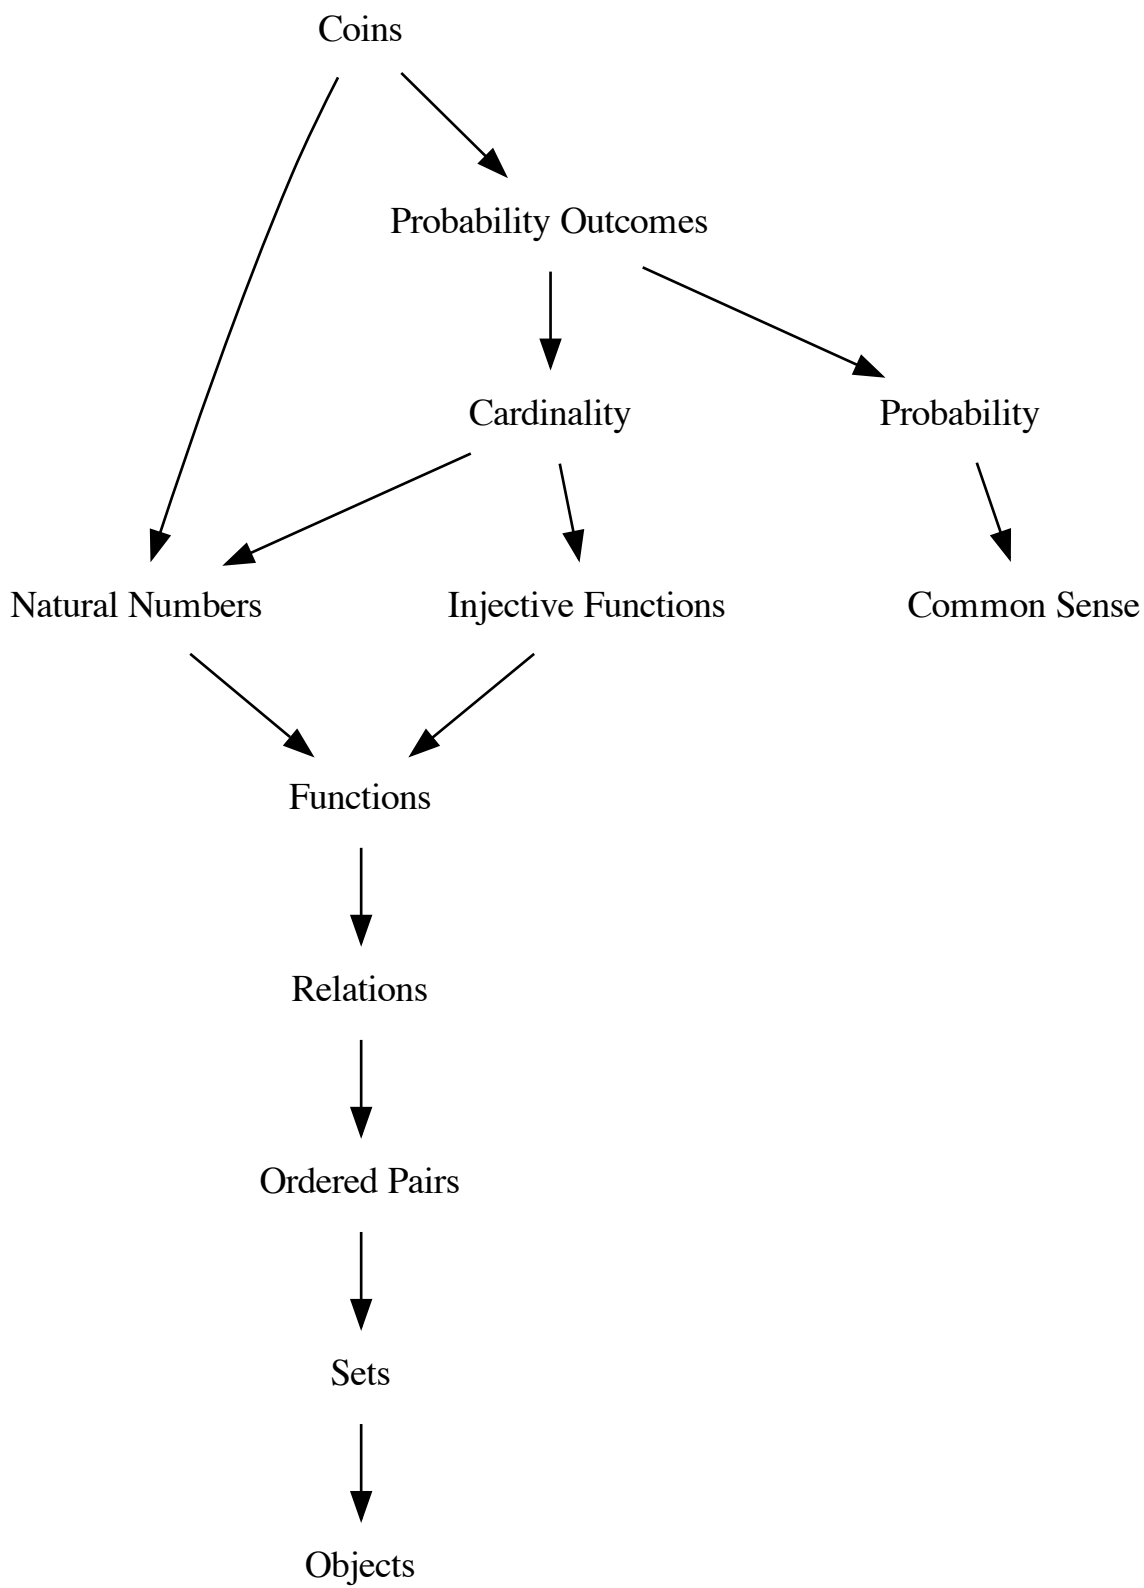 Coins
Probability Outcomes
Cardinality
Probability
Natural Numbers
Injective Functions
Common Sense
Functions
Relations
Ordered Pairs
Sets
Objects